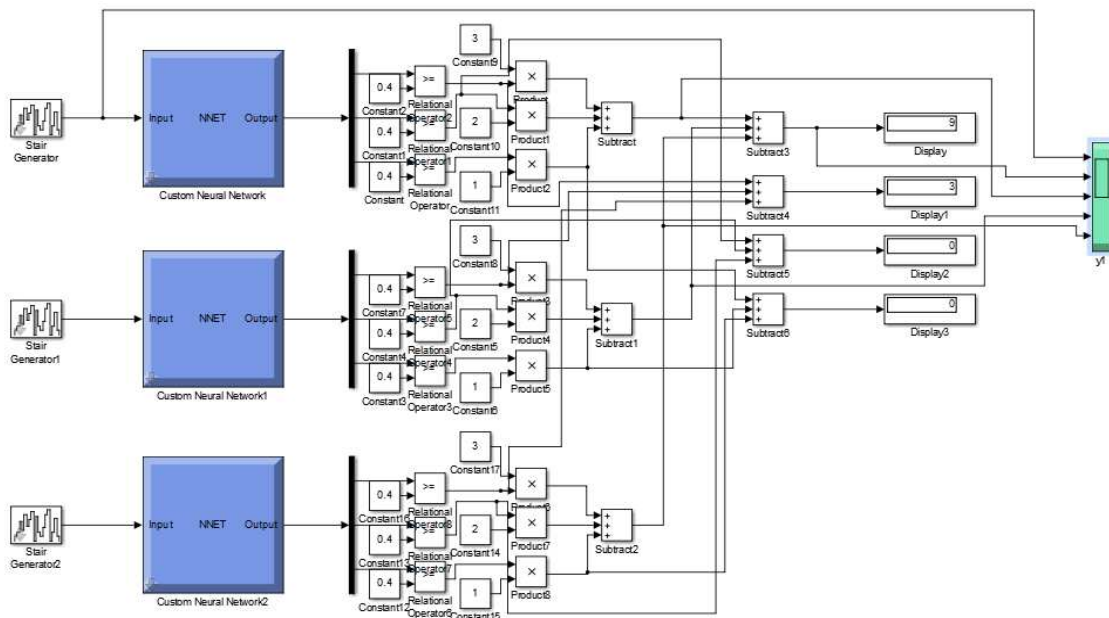 3
Constant9
0.4
>=
×
Product
Constant2
Relational
Operator2
Stair
Generator
Input
NNET
Output
Custom Neural Network
0.4
>=
2
×
Product1
Constant1
Relational
Operator1
Constant10
0.4
>=
1
×
Product2
Constant
Relational
Operator
Constant11
+
+
+
Subtract
+
+
+
Subtract3
9
Display
+
+
+
Subtract4
3
Display1
+
+
+
Subtract5
0
Display2
+
+
+
Subtract6
0
Display3
y1
3
Constant8
0.4
>=
×
Product3
Constant7
Relational
Operator5
Stair
Generator1
Input
NNET
Output
Custom Neural Network1
0.4
>=
2
×
Product4
Constant4
Relational
Operator4
Constant5
0.4
>=
1
×
Product5
Constant3
Relational
Operator3
Constant6
+
+
+
Subtract1
3
Constant17
0.4
>=
×
Product6
Constant16
Relational
Operator8
Stair
Generator2
Input
NNET
Output
Custom Neural Network2
0.4
>=
2
×
Product7
Constant13
Relational
Operator7
Constant14
0.4
>=
1
×
Product8
Constant12
Relational
Operator6
Constant15
+
+
+
Subtract2